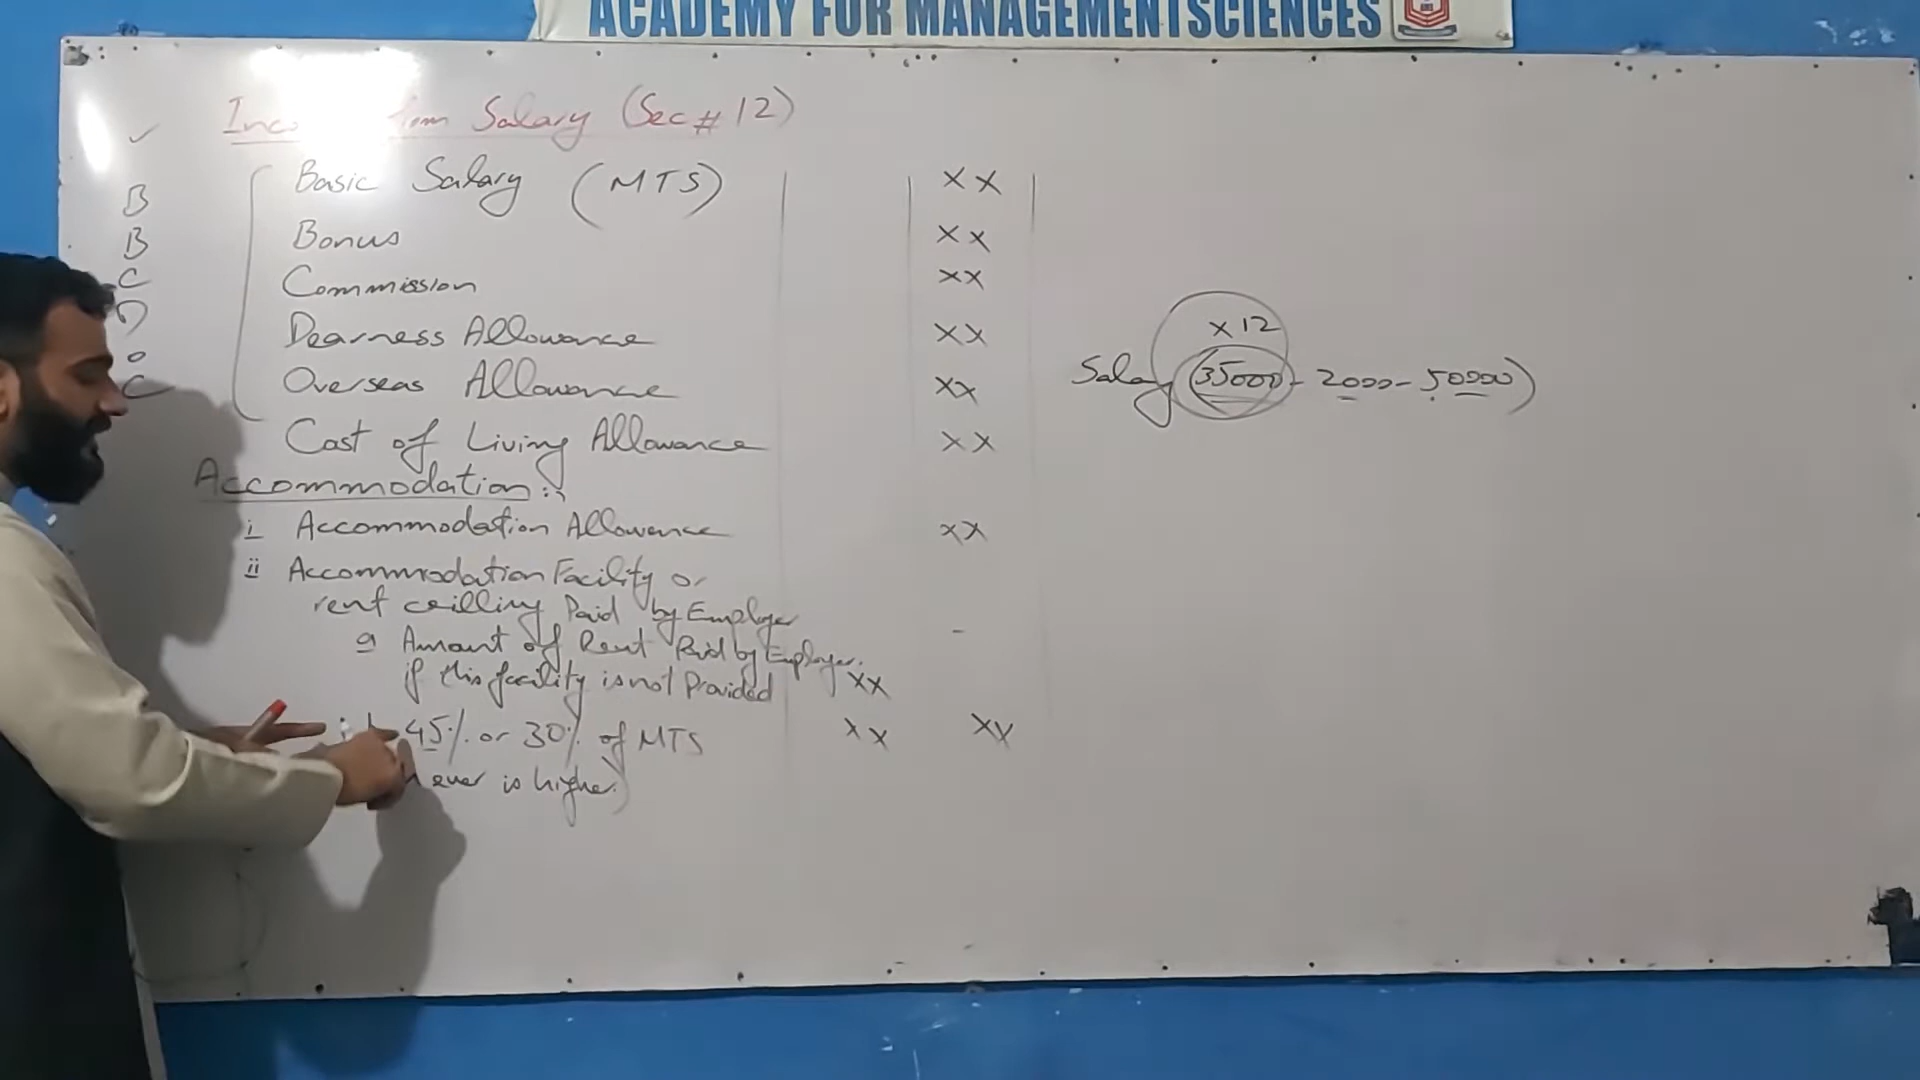 ACADEMY FOR MANAGEMENT SCIENCES
Salary (Sec # 12)
B Basic Salary (MTS) XX
B Bonus XX
C Commission XX
D Dearness Allowance XX
O Overseas Allowance XX
C Cost of Living Allowance XX
Accommodation:-
i Accommodation Allowance XX
ii Accommodation Facility or
rent ceilling Paid by Employer
a Amount of Rent Paid by Employer.
if this facility is not Provided XX
45% or 30% of MTS XX XX
ever is higher)
x 12
Salary (35000 - 2000 - 50000)